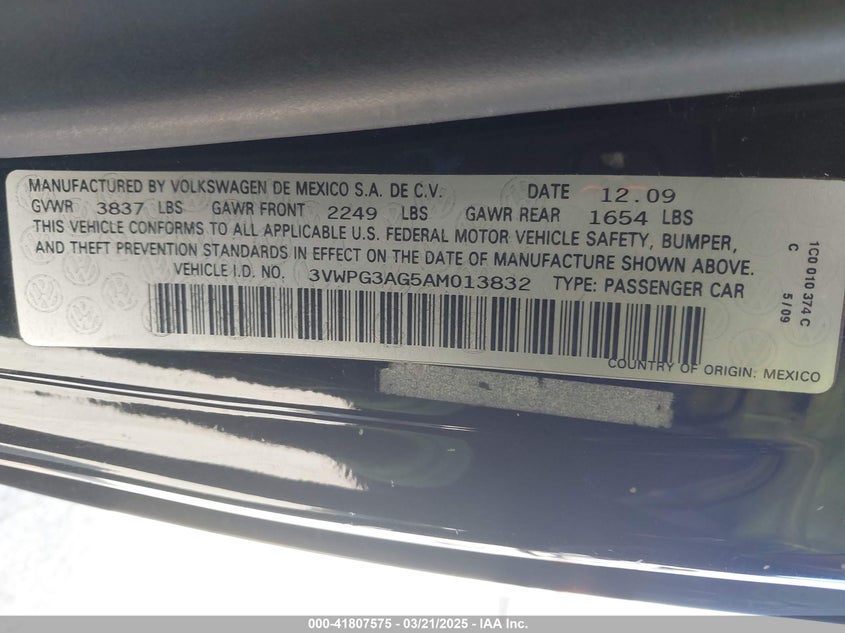 MANUFACTURED BY VOLKSWAGEN DE MEXICO S.A. DE C.V. DATE 12.09
GVWR 3837 LBS GAWR FRONT 2249 LBS GAWR REAR 1654 LBS
THIS VEHICLE CONFORMS TO ALL APPLICABLE U.S. FEDERAL MOTOR VEHICLE SAFETY, BUMPER,
AND THEFT PREVENTION STANDARDS IN EFFECT ON THE DATE OF MANUFACTURE SHOWN ABOVE.
VEHICLE I.D. NO. 3VWPG3AG5AM013832 TYPE: PASSENGER CAR
COUNTRY OF ORIGIN: MEXICO
1C0 010 374 C
C 5/09
000-41807575 - 03/21/2025 - IAA Inc.